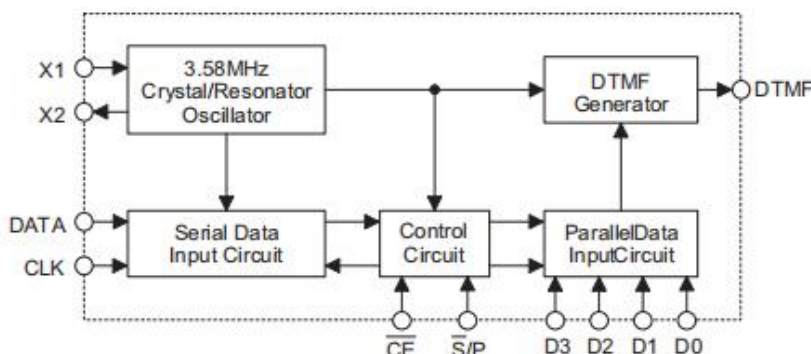 X1
3.58MHz
Crystal/Resonator
Oscillator
DTMF
Generator
DTMF
X2
DATA
Serial Data
Input Circuit
Control
Circuit
ParallelData
InputCircuit
CLK
CE
S/P
D3
D2
D1
D0